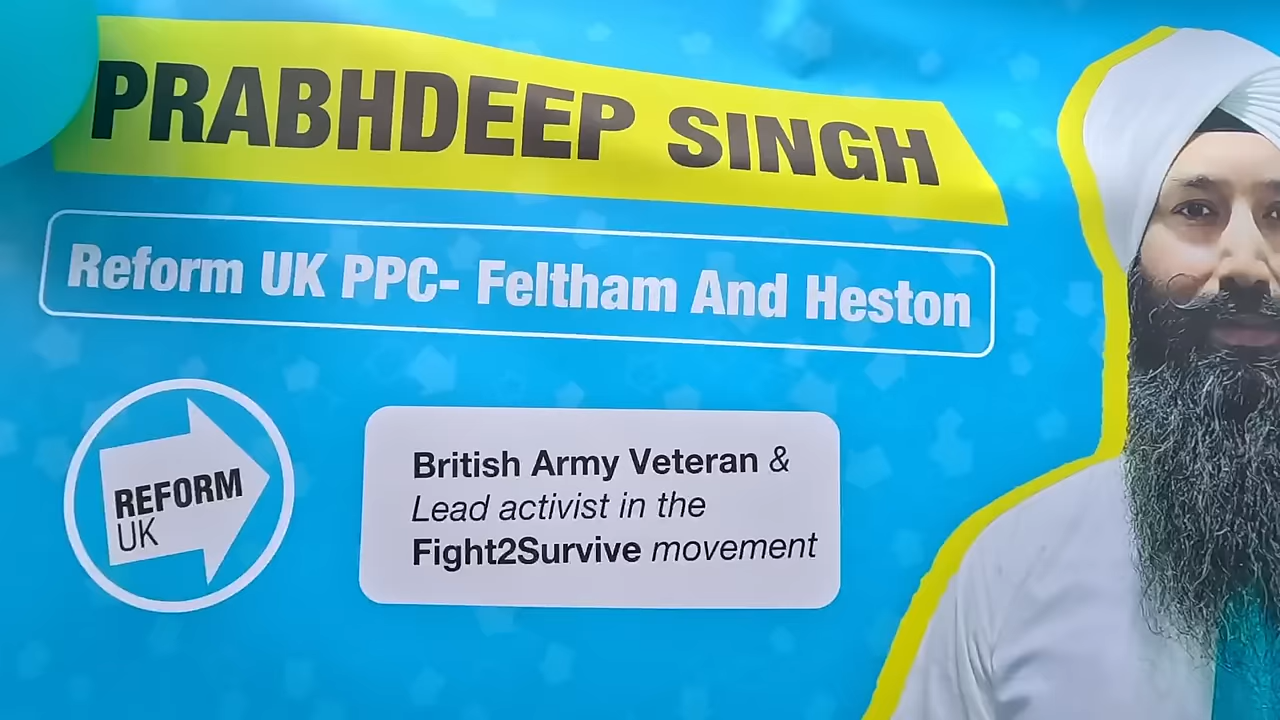 PRABHDEEP SINGH
Reform UK PPC- Feltham And Heston
REFORM
UK
British Army Veteran &
Lead activist in the
Fight2Survive movement